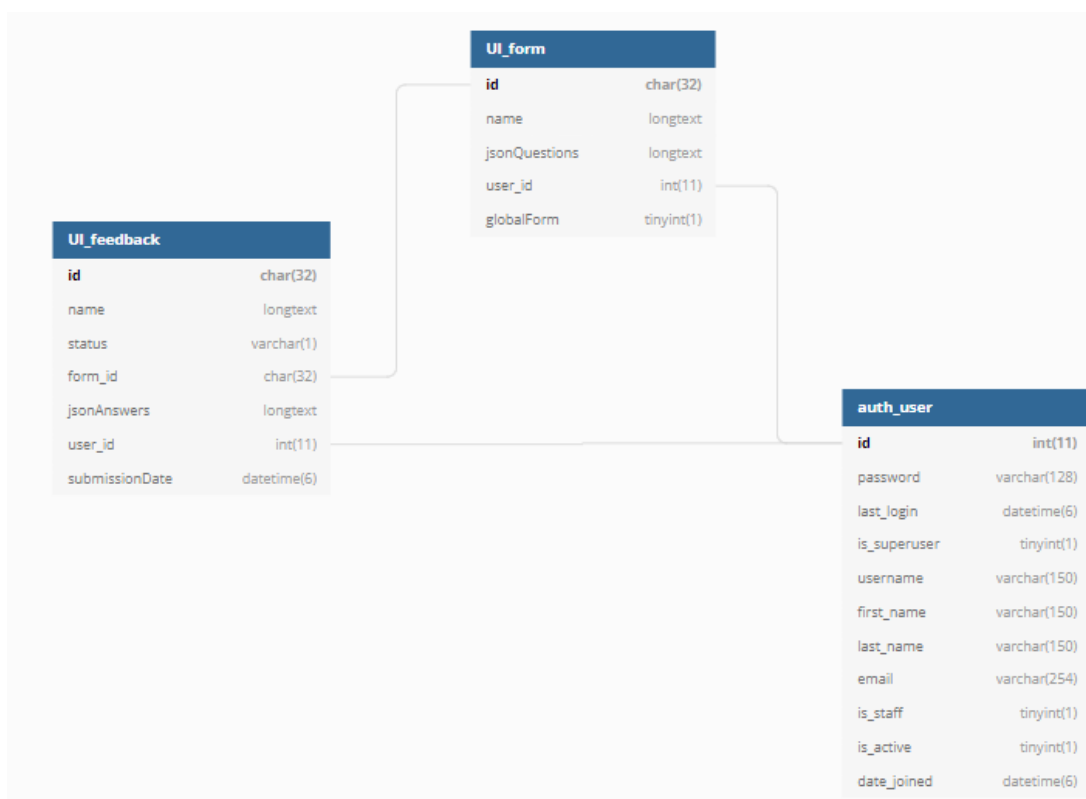 UI_form
id char(32)
name longtext
jsonQuestions longtext
user_id int(11)
globalForm tinyint(1)
UI_feedback
id char(32)
name longtext
status varchar(1)
form_id char(32)
jsonAnswers longtext
user_id int(11)
submissionDate datetime(6)
auth_user
id int(11)
password varchar(128)
last_login datetime(6)
is_superuser tinyint(1)
username varchar(150)
first_name varchar(150)
last_name varchar(150)
email varchar(254)
is_staff tinyint(1)
is_active tinyint(1)
date_joined datetime(6)